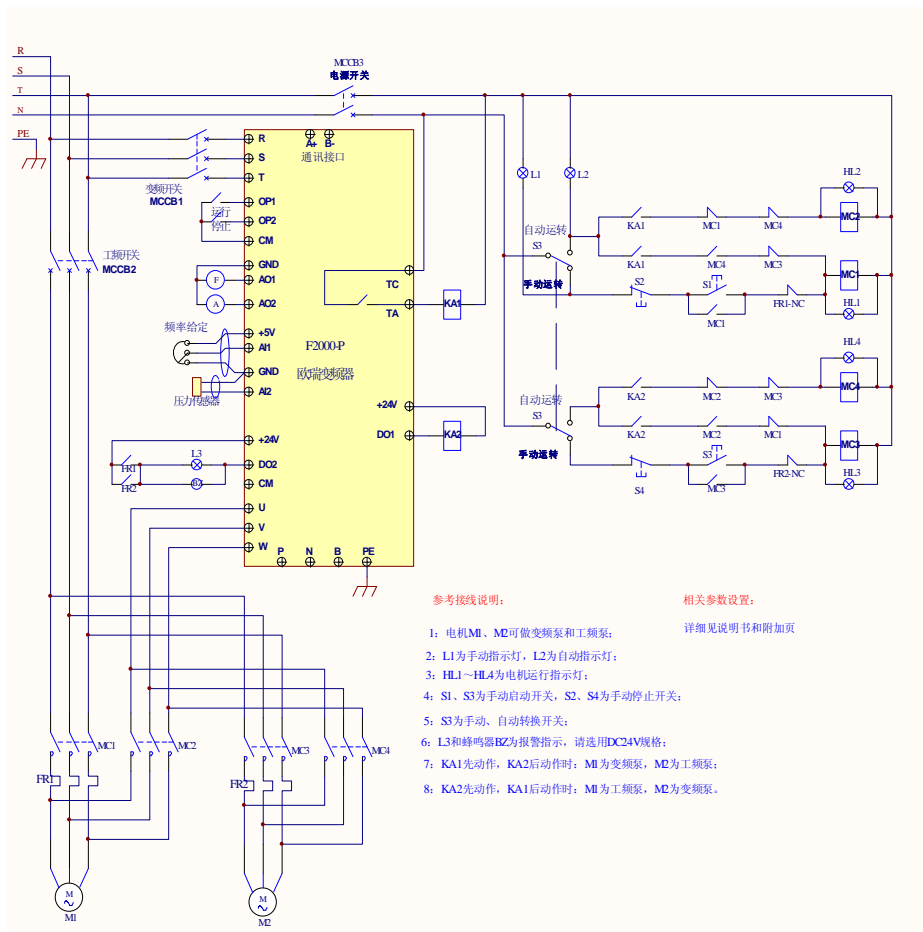 R
S
T
N
PE
MCCB3
电源开关
变频开关
MCCB1
工频开关
MCCB2
R
S
T
OP1
OP2
CM
运行
停止
A+
B-
通讯接口
GND
AO1
AO2
F
A
频率给定
+5V
AI1
GND
AI2
压力传感器
F2000-P
欧瑞变频器
TC
TA
KA1
+24V
DO1
KA2
+24V
DO2
CM
L3
FR1
FR2
BZ
U
V
W
P
N
B
PE
L1
L2
自动运转
S3
手动运转
KA1
MC1
MC4
HL2
MC2
KA1
MC4
MC3
MC1
S2
S1
MC1
FR1-NC
HL1
自动运转
S3
手动运转
KA2
MC2
MC3
HL4
MC4
KA2
MC2
MC1
MC3
S4
S3
MC3
FR2-NC
HL3
参考接线说明：
相关参数设置：
1：电机M1、M2可做变频泵和工频泵；
详细见说明书和附加页
2：L1为手动指示灯，L2为自动指示灯；
3：HL1～HL4为电机运行指示灯；
4：S1、S3为手动启动开关，S2、S4为手动停止开关；
5：S3为手动、自动转换开关；
6：L3和蜂鸣器BZ为报警指示，请选用DC24V规格；
7：KA1先动作，KA2后动作时：M1为变频泵，M2为工频泵；
8：KA2先动作，KA1后动作时：M1为工频泵，M2为变频泵。
MC1
MC2
MC3
MC4
FR1
FR2
M
M1
M
M2